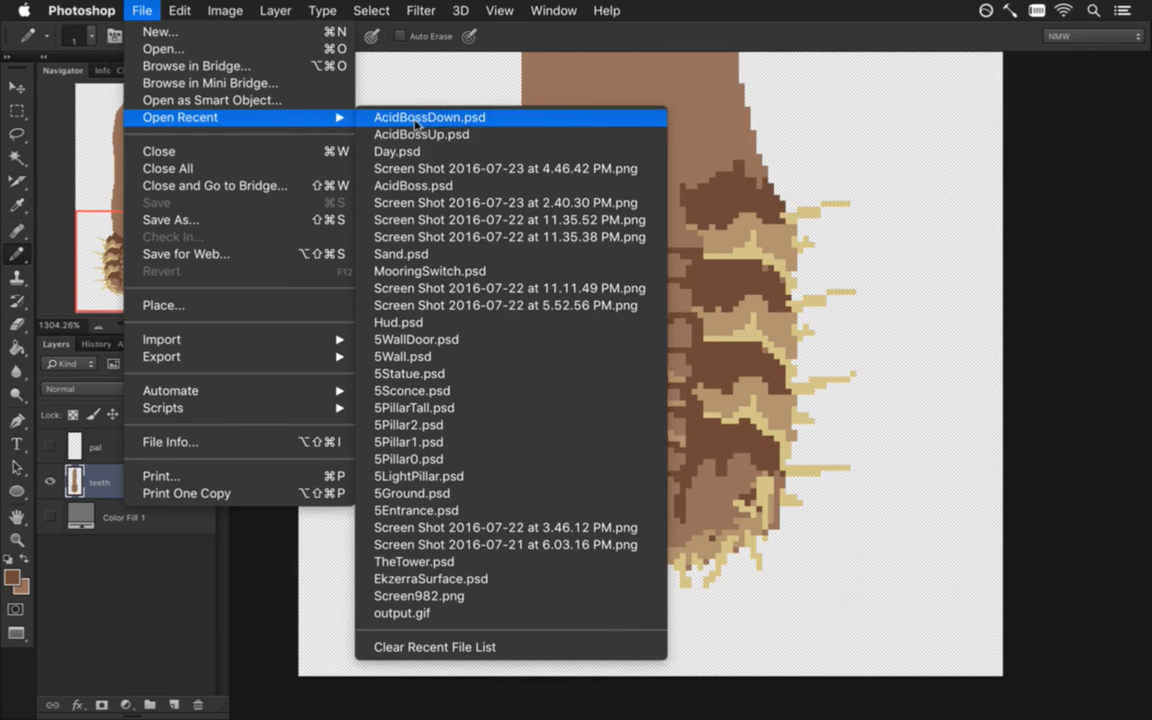 Photoshop File Edit Image Layer Type Select Filter 3D View Window Help
1 Auto Erase NMW
Navigator Info
1304.26%
Layers History
Kind
Normal
Lock:
pal
teeth
Color Fill 1
New... ⌘N
Open... ⌘O
Browse in Bridge... ⌥⌘O
Browse in Mini Bridge...
Open as Smart Object...
Open Recent
Close ⌘W
Close All
Close and Go to Bridge... ⇧⌘W
Save ⌘S
Save As... ⇧⌘S
Check In...
Save for Web... ⌥⇧⌘S
Revert F12
Place...
Import
Export
Automate
Scripts
File Info... ⌥⇧⌘I
Print... ⌘P
Print One Copy ⌥⇧⌘P
AcidBossDown.psd
AcidBossUp.psd
Day.psd
Screen Shot 2016-07-23 at 4.46.42 PM.png
AcidBoss.psd
Screen Shot 2016-07-23 at 2.40.30 PM.png
Screen Shot 2016-07-22 at 11.35.52 PM.png
Screen Shot 2016-07-22 at 11.35.38 PM.png
Sand.psd
MooringSwitch.psd
Screen Shot 2016-07-22 at 11.11.49 PM.png
Screen Shot 2016-07-22 at 5.52.56 PM.png
Hud.psd
5WallDoor.psd
5Wall.psd
5Statue.psd
5Sconce.psd
5PillarTall.psd
5Pillar2.psd
5Pillar1.psd
5Pillar0.psd
5LightPillar.psd
5Ground.psd
5Entrance.psd
Screen Shot 2016-07-22 at 3.46.12 PM.png
Screen Shot 2016-07-21 at 6.03.16 PM.png
TheTower.psd
EkzerraSurface.psd
Screen982.png
output.gif
Clear Recent File List